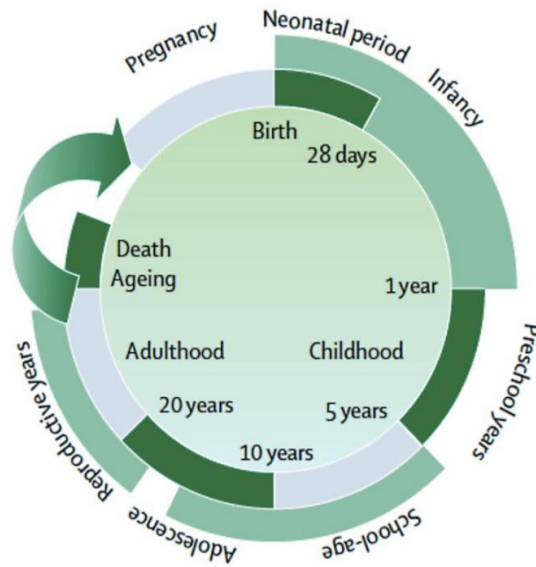 Pregnancy
Neonatal period
Infancy
Birth
28 days
1 year
Preschool years
Childhood
5 years
School-age
10 years
Adolescence
20 years
Adulthood
Reproductive years
Death
Ageing